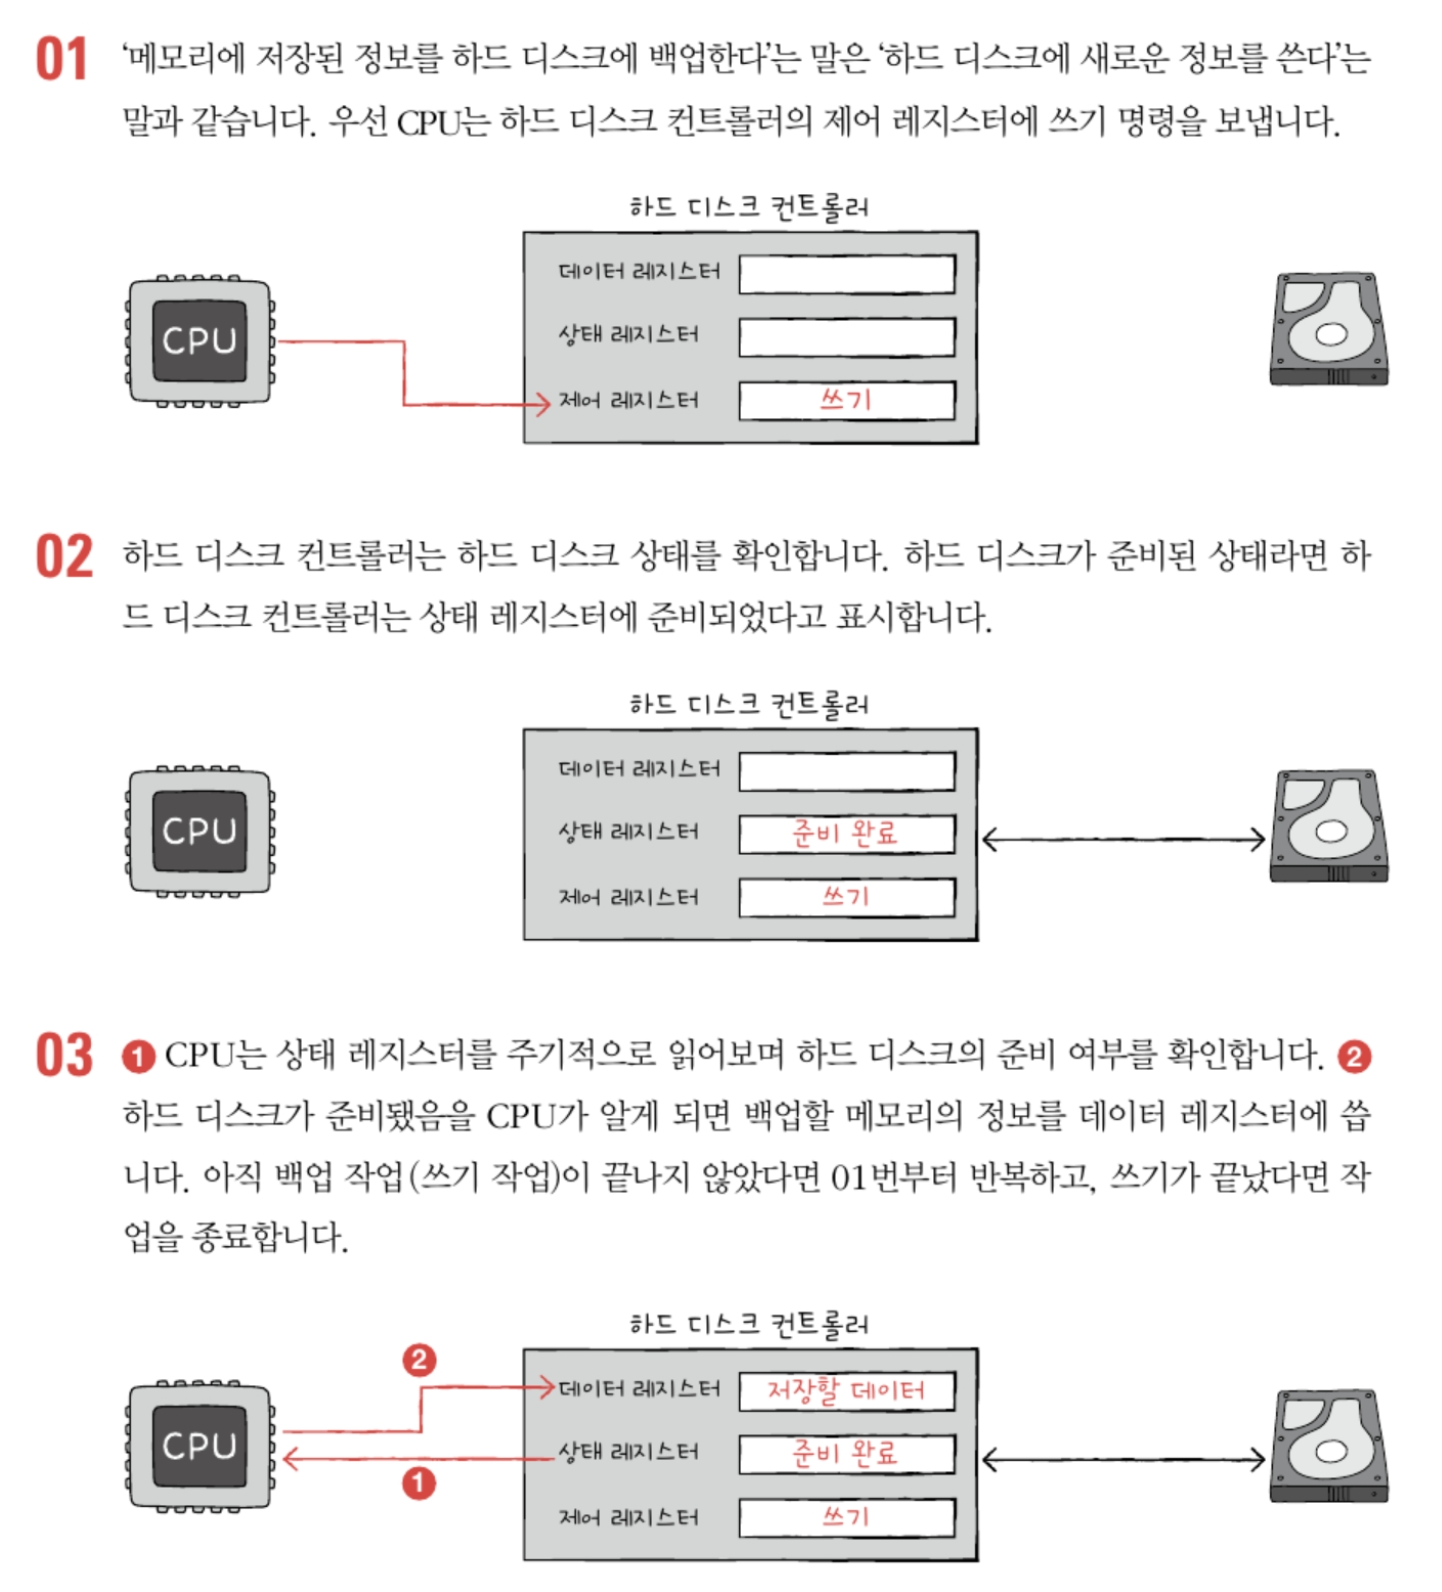 01 ‘메모리에 저장된 정보를 하드 디스크에 백업한다’는 말은 ‘하드 디스크에 새로운 정보를 쓴다’는
말과 같습니다. 우선 CPU는 하드 디스크 컨트롤러의 제어 레지스터에 쓰기 명령을 보냅니다.
하드 디스크 컨트롤러
데이터 레지스터
상태 레지스터
CPU
제어 레지스터 쓰기
02 하드 디스크 컨트롤러는 하드 디스크 상태를 확인합니다. 하드 디스크가 준비된 상태라면 하
드 디스크 컨트롤러는 상태 레지스터에 준비되었다고 표시합니다.
하드 디스크 컨트롤러
데이터 레지스터
CPU
상태 레지스터 준비 완료
제어 레지스터 쓰기
03 1 CPU는 상태 레지스터를 주기적으로 읽어보며 하드 디스크의 준비 여부를 확인합니다. 2
하드 디스크가 준비됐음을 CPU가 알게 되면 백업할 메모리의 정보를 데이터 레지스터에 씁
니다. 아직 백업 작업(쓰기 작업)이 끝나지 않았다면 01번부터 반복하고, 쓰기가 끝났다면 작
업을 종료합니다.
하드 디스크 컨트롤러
2
데이터 레지스터 저장할 데이터
CPU
상태 레지스터 준비 완료
1
제어 레지스터 쓰기